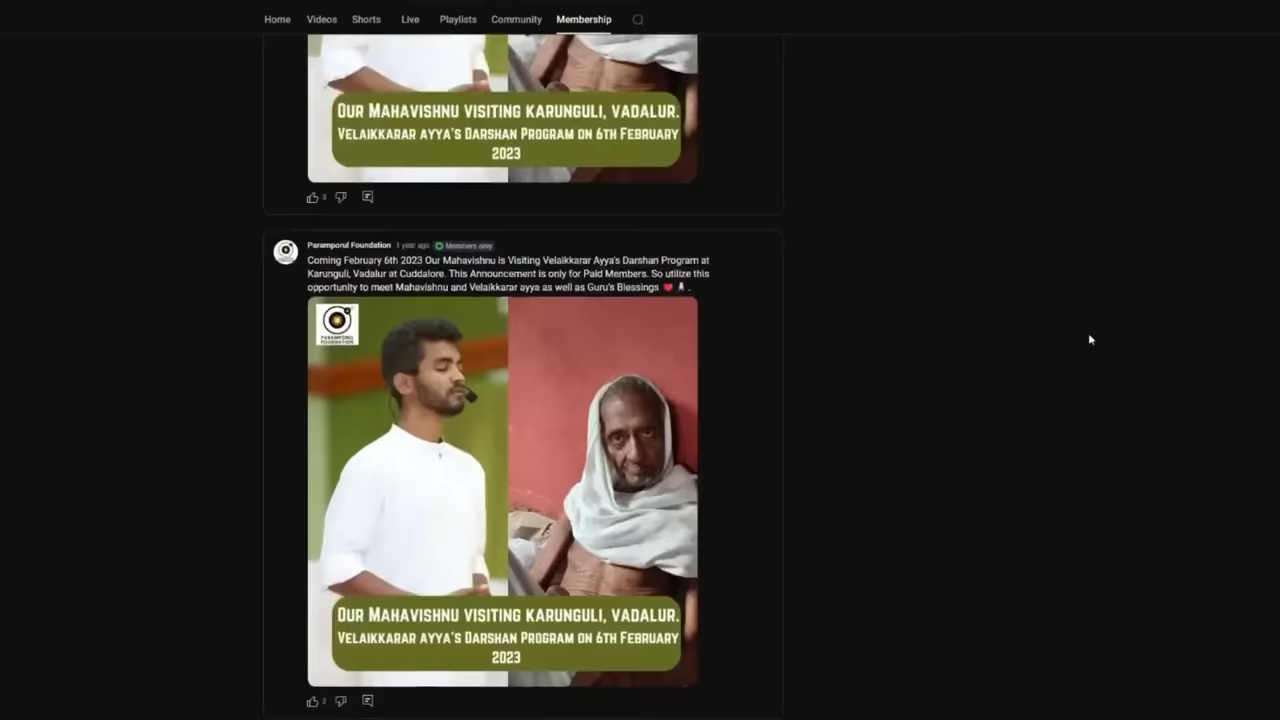 Home Videos Shorts Live Playlists Community Membership
OUR MAHAVISHNU VISITING KARUNGULI, VADALUR.
VELAIKKARAR AYYA'S DARSHAN PROGRAM ON 6TH FEBRUARY
2023
3
Paramporul Foundation 1 year ago Members only
Coming February 6th 2023 Our Mahavishnu is Visiting Velaikkarar Ayya's Darshan Program at
Karunguli, Vadalur at Cuddalore. This Announcement is only for Paid Members. So utilize this
opportunity to meet Mahavishnu and Velaikkarar ayya as well as Guru's Blessings ❤️ .
PARAMPORUL
FOUNDATION
OUR MAHAVISHNU VISITING KARUNGULI, VADALUR.
VELAIKKARAR AYYA'S DARSHAN PROGRAM ON 6TH FEBRUARY
2023
2